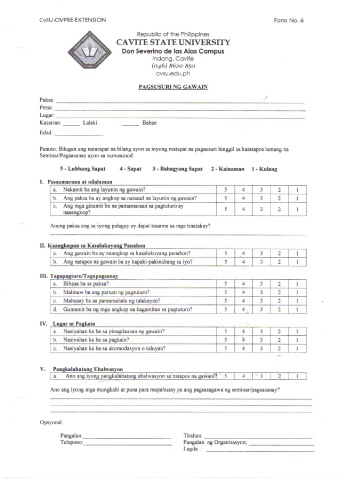 CvSU-OVPRE-EXTENSION Form No. 6
Republic of the Philippines
CAVITE STATE UNIVERSITY
Don Severino de las Alas Campus
Indang, Cavite
(046) 8620 850
cvsu.edu.ph
PAGSUSURI NG GAWAIN
Paksa:
Petsa:
Lugar:
Kasarian: Lalaki Babae
Edad:
Panuto: Bilugan ang nararapat na bilang ayon sa inyong matapat na pagsusuri hinggil sa katatapos lamang na
Seminar/Pagsasanay ayon sa sumusunod
5 - Lubhang Sapat 4 - Sapat 3 - Bahagyang Sapat 2 - Kainaman 1 - Kulang
I. Pamamaraan at nilalaman
a. Nakamit ba ang layunin ng gawain? 5 4 3 2 1
b. Ang paksa ba ay angkop sa naisaad na layunin ng gawain? 5 4 3 2 1
c. Ang mga ginamit ba na pamamaraan sa pagtuturo ay naaangkop? 5 4 3 2 1
Anong paksa ang sa iyong palagay ay dapat kasama sa mga tinalakay?
II. Kaangkupan sa Kasalukuyang Panahon
a. Ang gawain ba ay naangkop sa kasalukuyang panahon? 5 4 3 2 1
b. Ang natapos na gawain ba ay kapaki-pakinabang sa iyo? 5 4 3 2 1
III. Tagapagturo/Tagapagsanay
a. Bihasa ba sa paksa? 5 4 3 2 1
b. Malinaw ba ang paraan ng pagtuturo? 5 4 3 2 1
c. Mahusay ba sa pamamahala ng talakayan? 5 4 3 2 1
d. Gumamit ba ng mga angkop na kagamitan sa pagtuturo? 5 4 3 2 1
IV. Lugar at Pagkain
a. Nasiyahan ka ba sa pinagdausan ng gawain? 5 4 3 2 1
b. Nasiyahan ka ba sa pagkain? 5 4 3 2 1
c. Nasiyahan ka ba sa akomodasyon o tuluyan? 5 4 3 2 1
V. Pangkalahatang Ebalwasyon
a. Ano ang iyong pangkalahatang ebalwasyon sa natapos na gawain? 5 4 3 2 1
Ano ang iyong mga mungkahi at puna para mapahusay pa ang pagsasagawa ng seminar/pagsasanay?
Opsyonal:
Pangalan Tirahan:
Telepono: Pangalan ng Organisasyon:
Lagda :